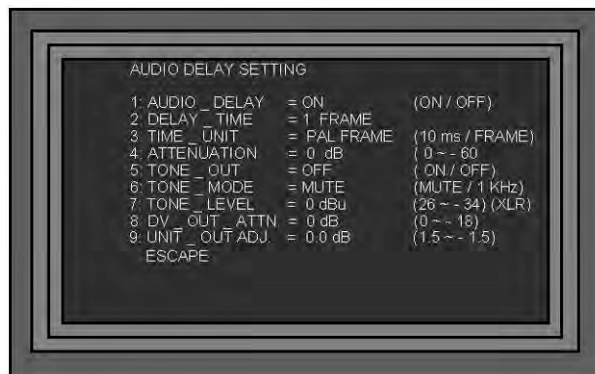 AUDIO DELAY SETTING
1: AUDIO _ DELAY = ON (ON / OFF)
2: DELAY _ TIME = 1 FRAME
3: TIME _ UNIT = PAL FRAME (10 ms / FRAME)
4: ATTENUATION = 0 dB ( 0 ~ - 60
5: TONE _ OUT = OFF ( ON / OFF)
6: TONE _ MODE = MUTE (MUTE / 1 KHz)
7: TONE _ LEVEL = 0 dBu (26 ~ - 34) (XLR)
8: DV _ OUT _ ATTN = 0 dB (0 ~ - 18)
9: UNIT _ OUT ADJ. = 0.0 dB (1.5 ~ - 1.5)
ESCAPE